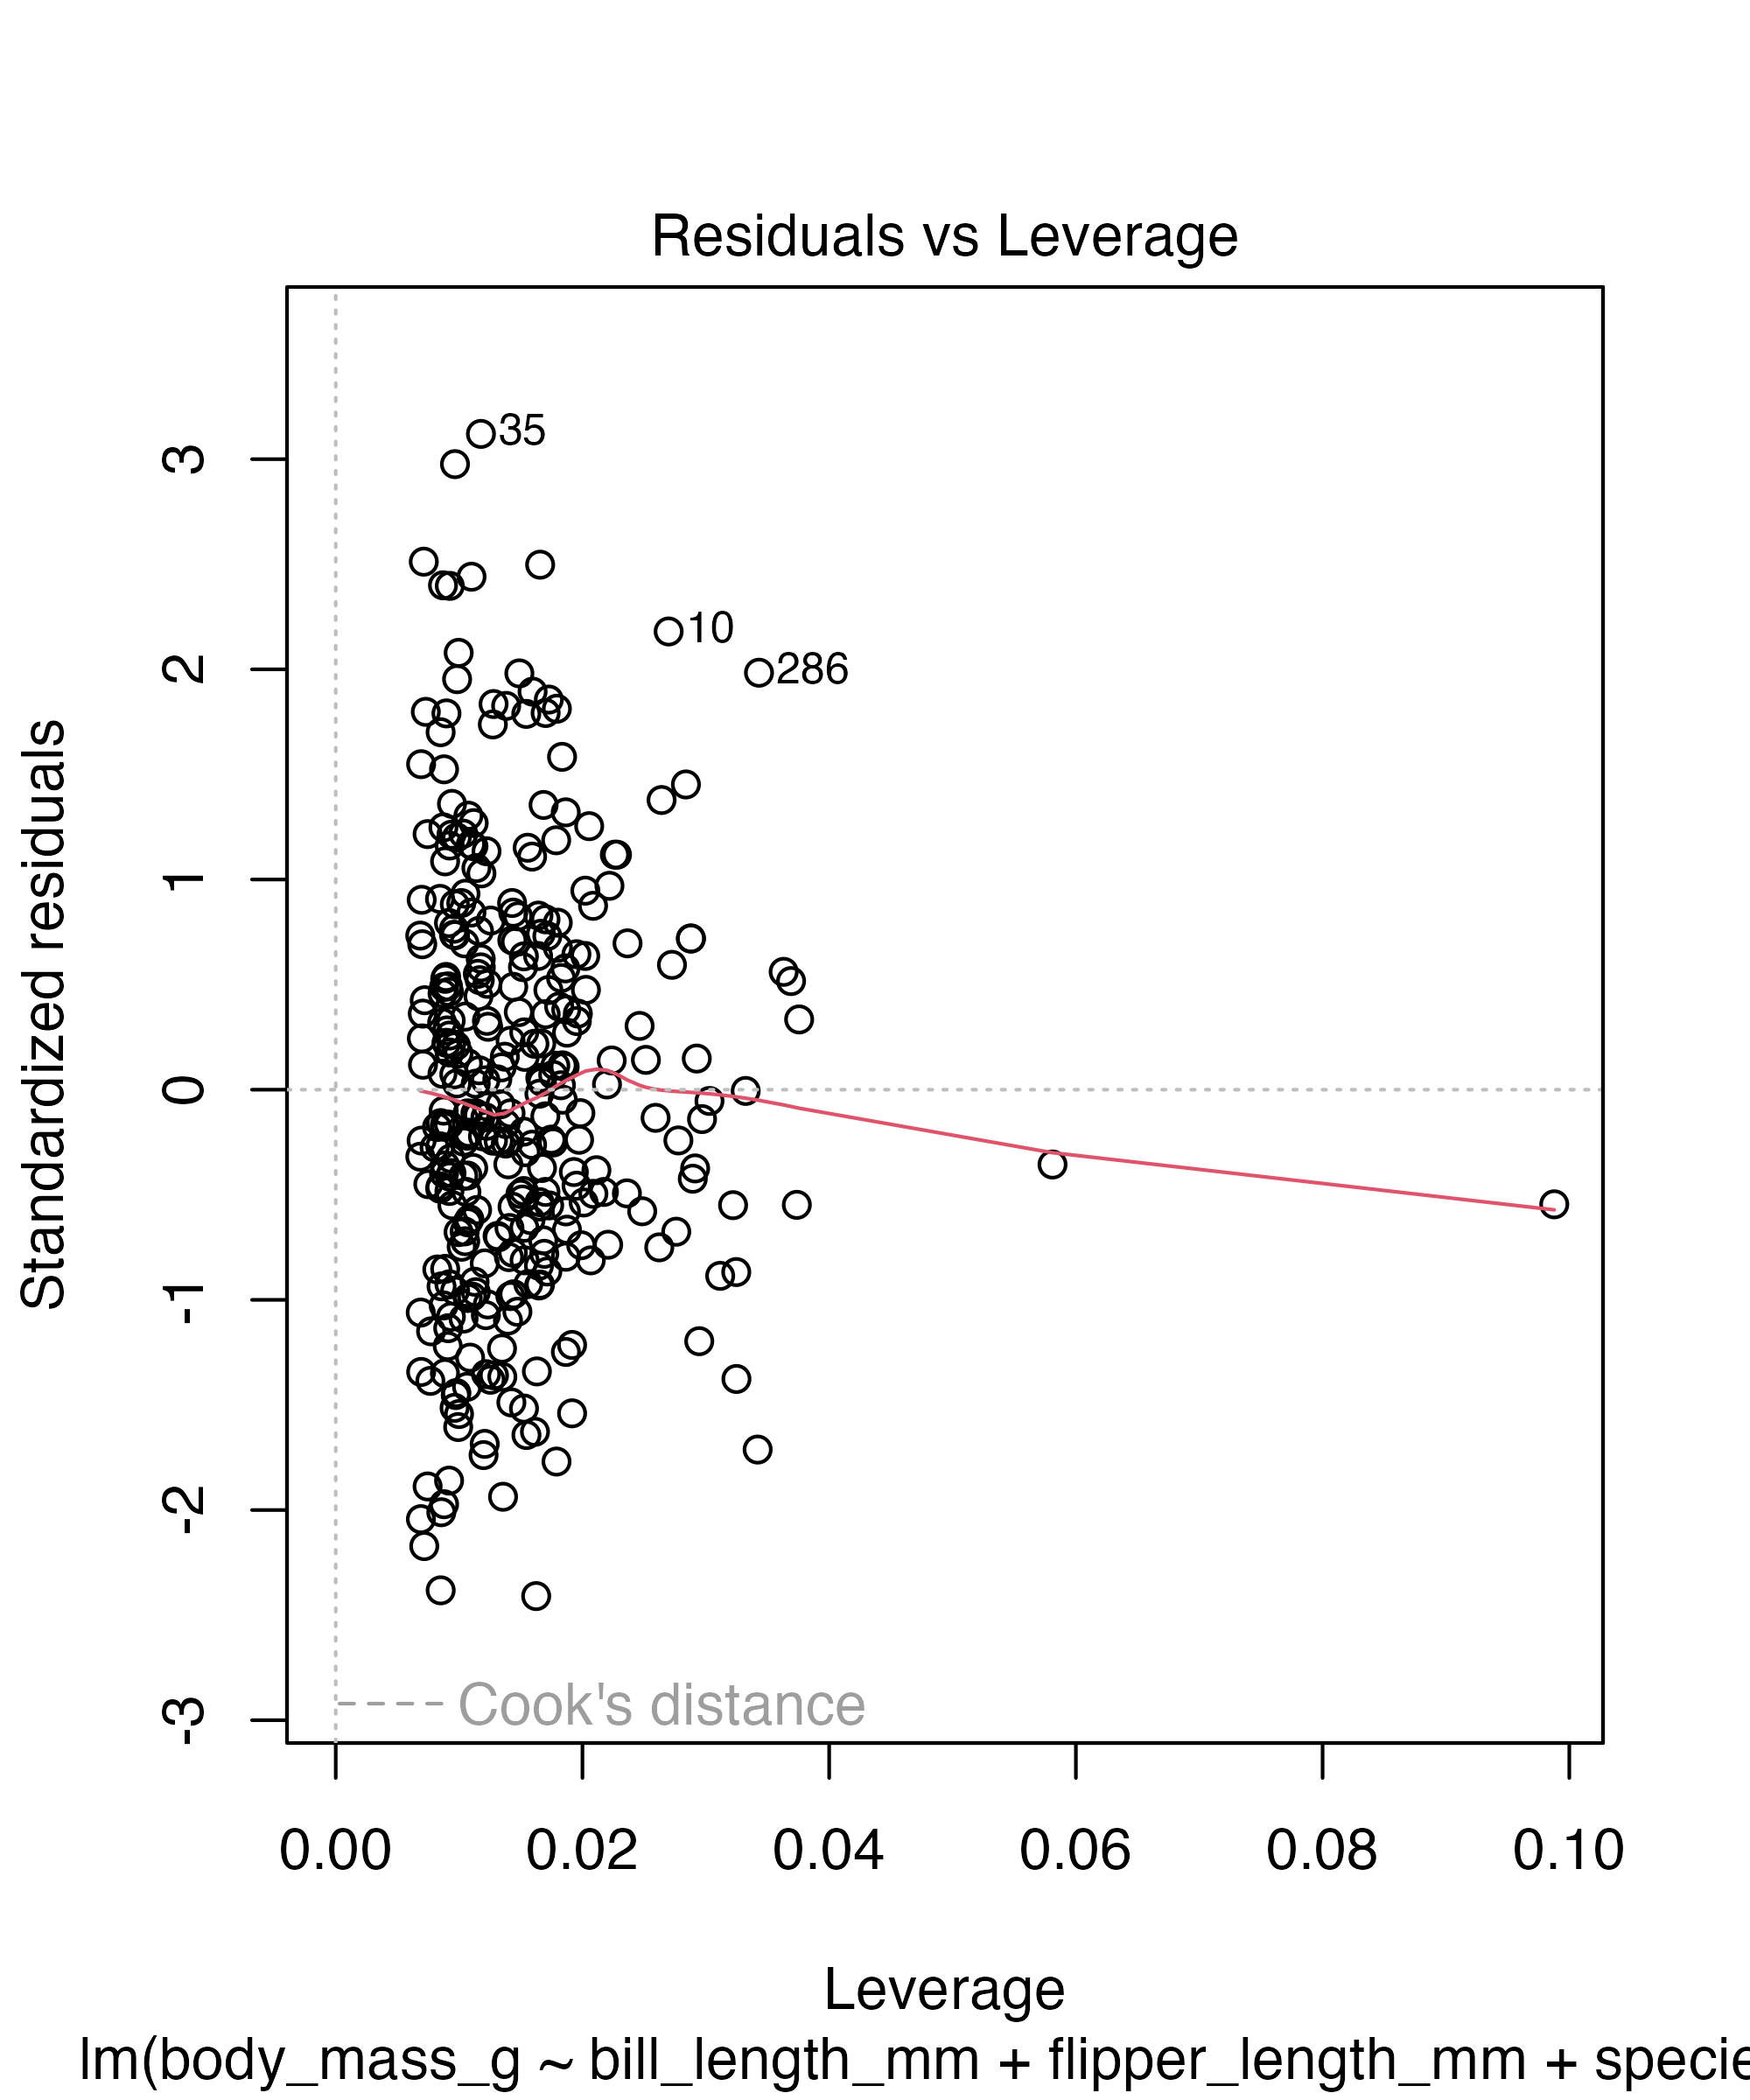 Residuals vs Leverage
35
10
286
Standardized residuals
3
2
1
0
-1
-2
-3
Cook's distance
0.00 0.02 0.04 0.06 0.08 0.10
Leverage
lm(body_mass_g ~ bill_length_mm + flipper_length_mm + specie